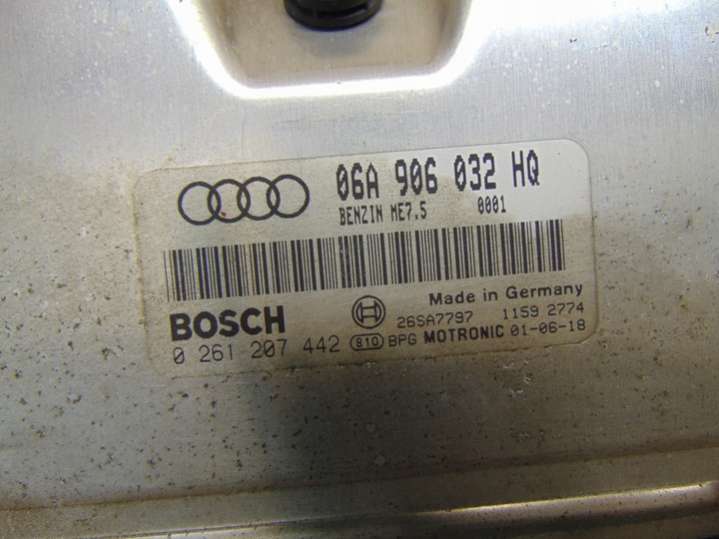 06A 906 032 HQ
BENZIN ME7.5 0001
Made in Germany
BOSCH 26SA7797 1159 2774
0 261 207 442 810 BPG MOTRONIC 01-06-18